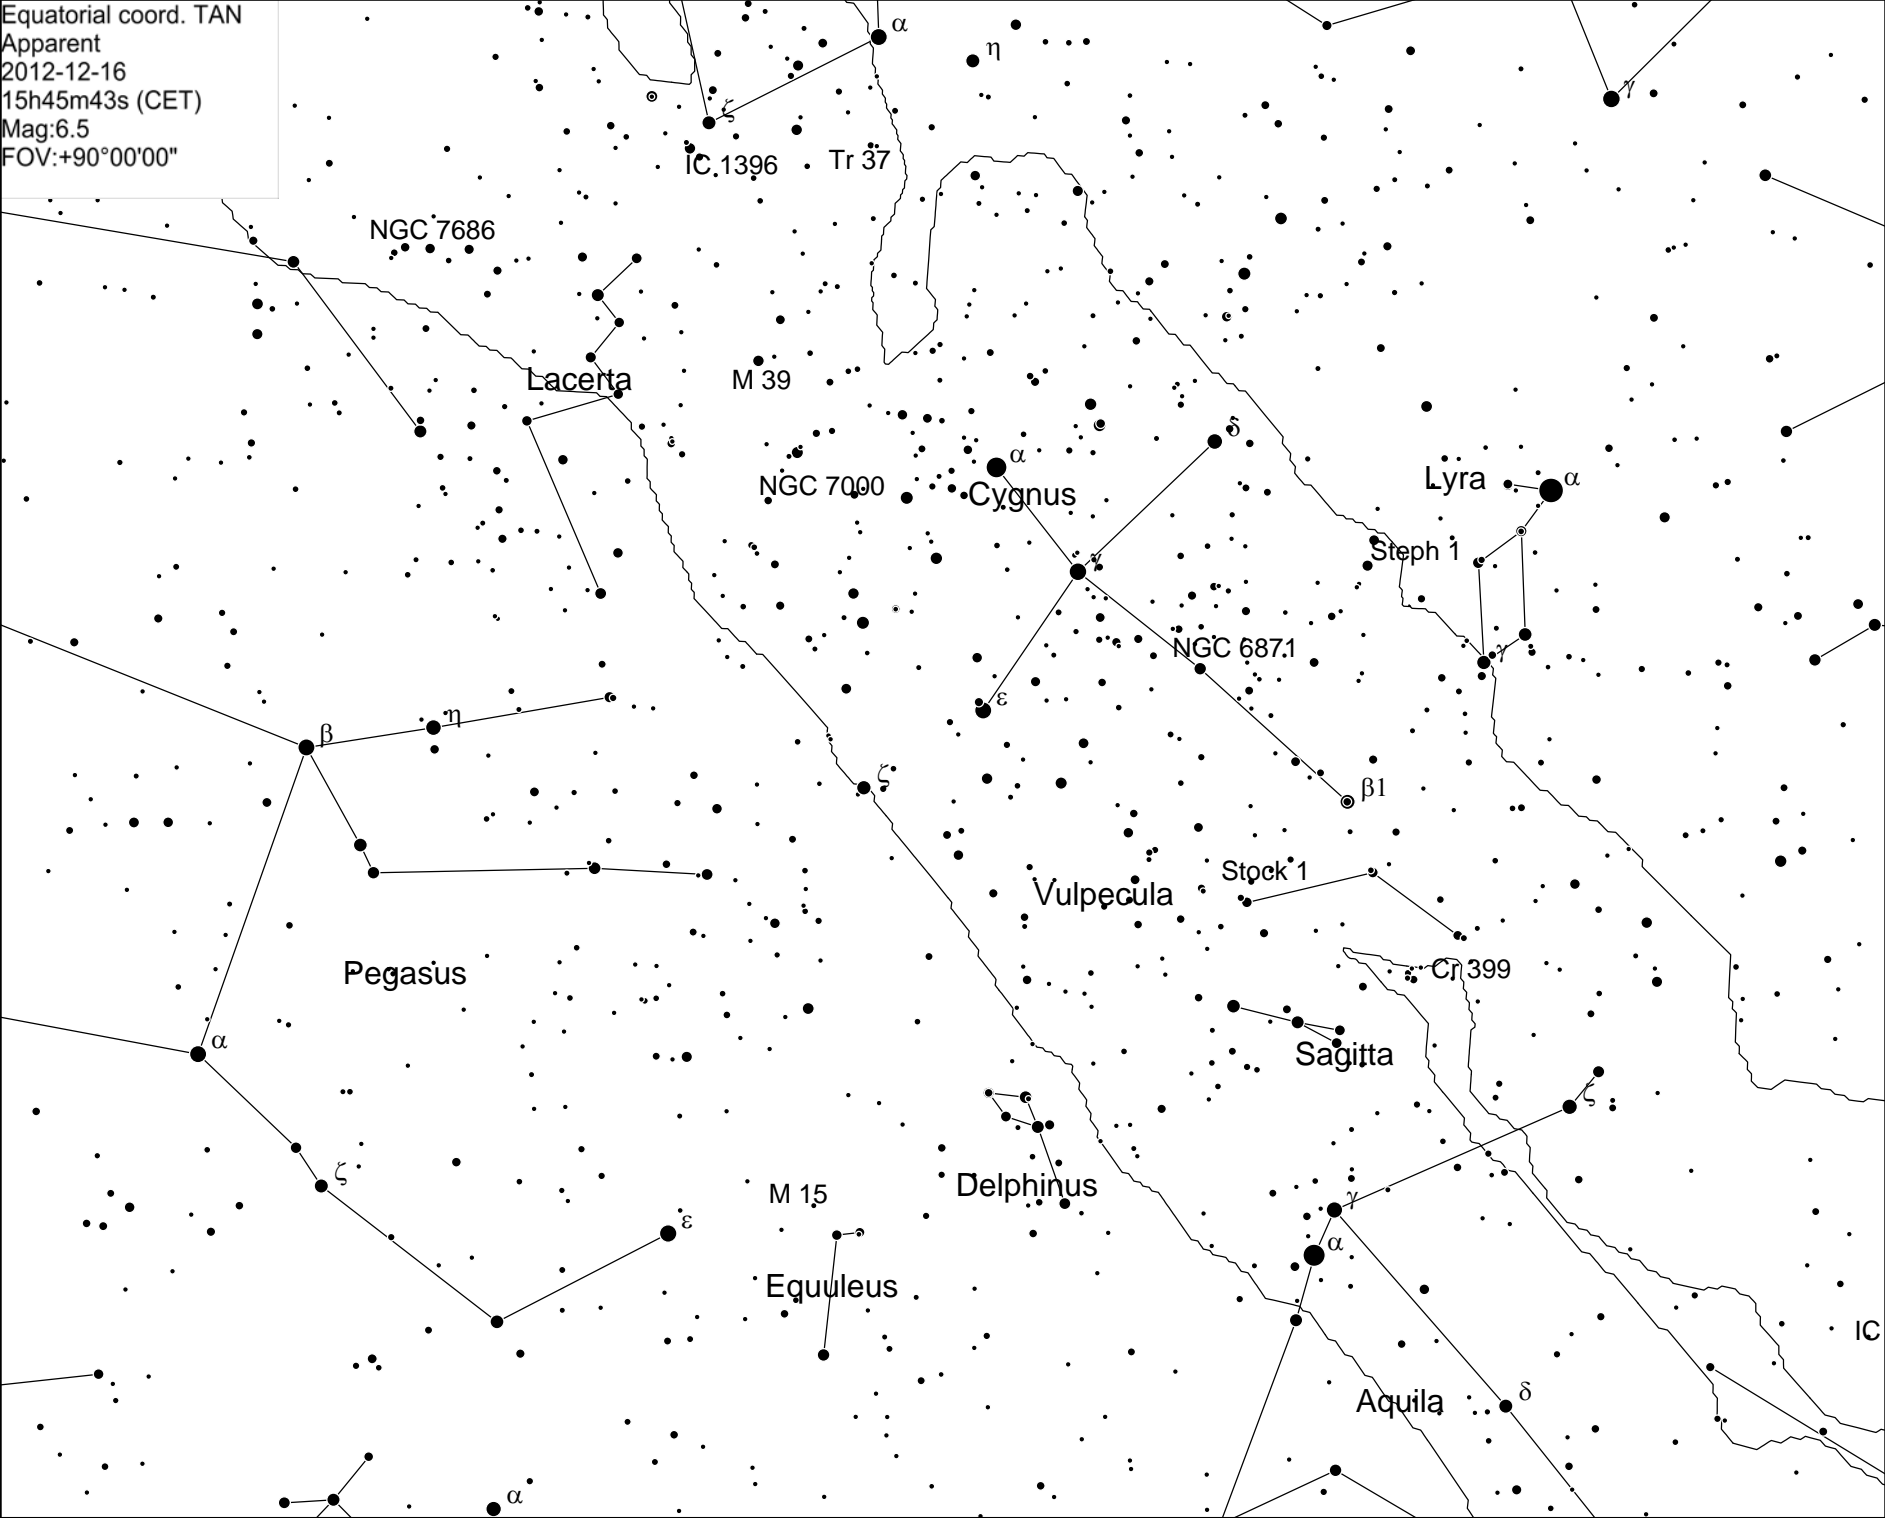 Equatorial coord. TAN
Apparent
2012-12-16
15h45m43s (CET)
Mag:6.5
FOV:+90°00'00"
α
η
γ
ζ
IC 1396
Tr 37
NGC 7686
Lacerta
M 39
δ
α
Lyra
α
NGC 7000
Cygnus
Steph 1
γ
NGC 6871
γ
ε
η
β
ζ
β1
Stock 1
Vulpecula
Pegasus
Cr 399
α
Sagitta
ζ
ζ
Delphinus
M 15
γ
ε
α
Equuleus
IC
δ
Aquila
α